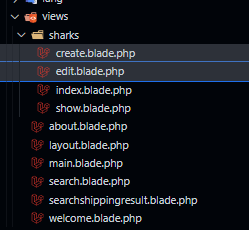 lang
views
sharks
create.blade.php
edit.blade.php
index.blade.php
show.blade.php
about.blade.php
layout.blade.php
main.blade.php
search.blade.php
searchshippingresult.blade.php
welcome.blade.php